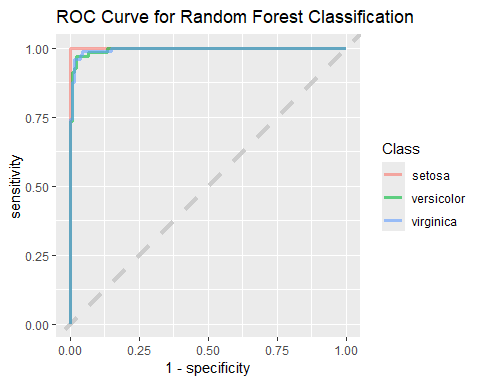 ROC Curve for Random Forest Classification
1.00
0.75
0.50
0.25
0.00
sensitivity
0.00 0.25 0.50 0.75 1.00
1 - specificity
Class
setosa
versicolor
virginica